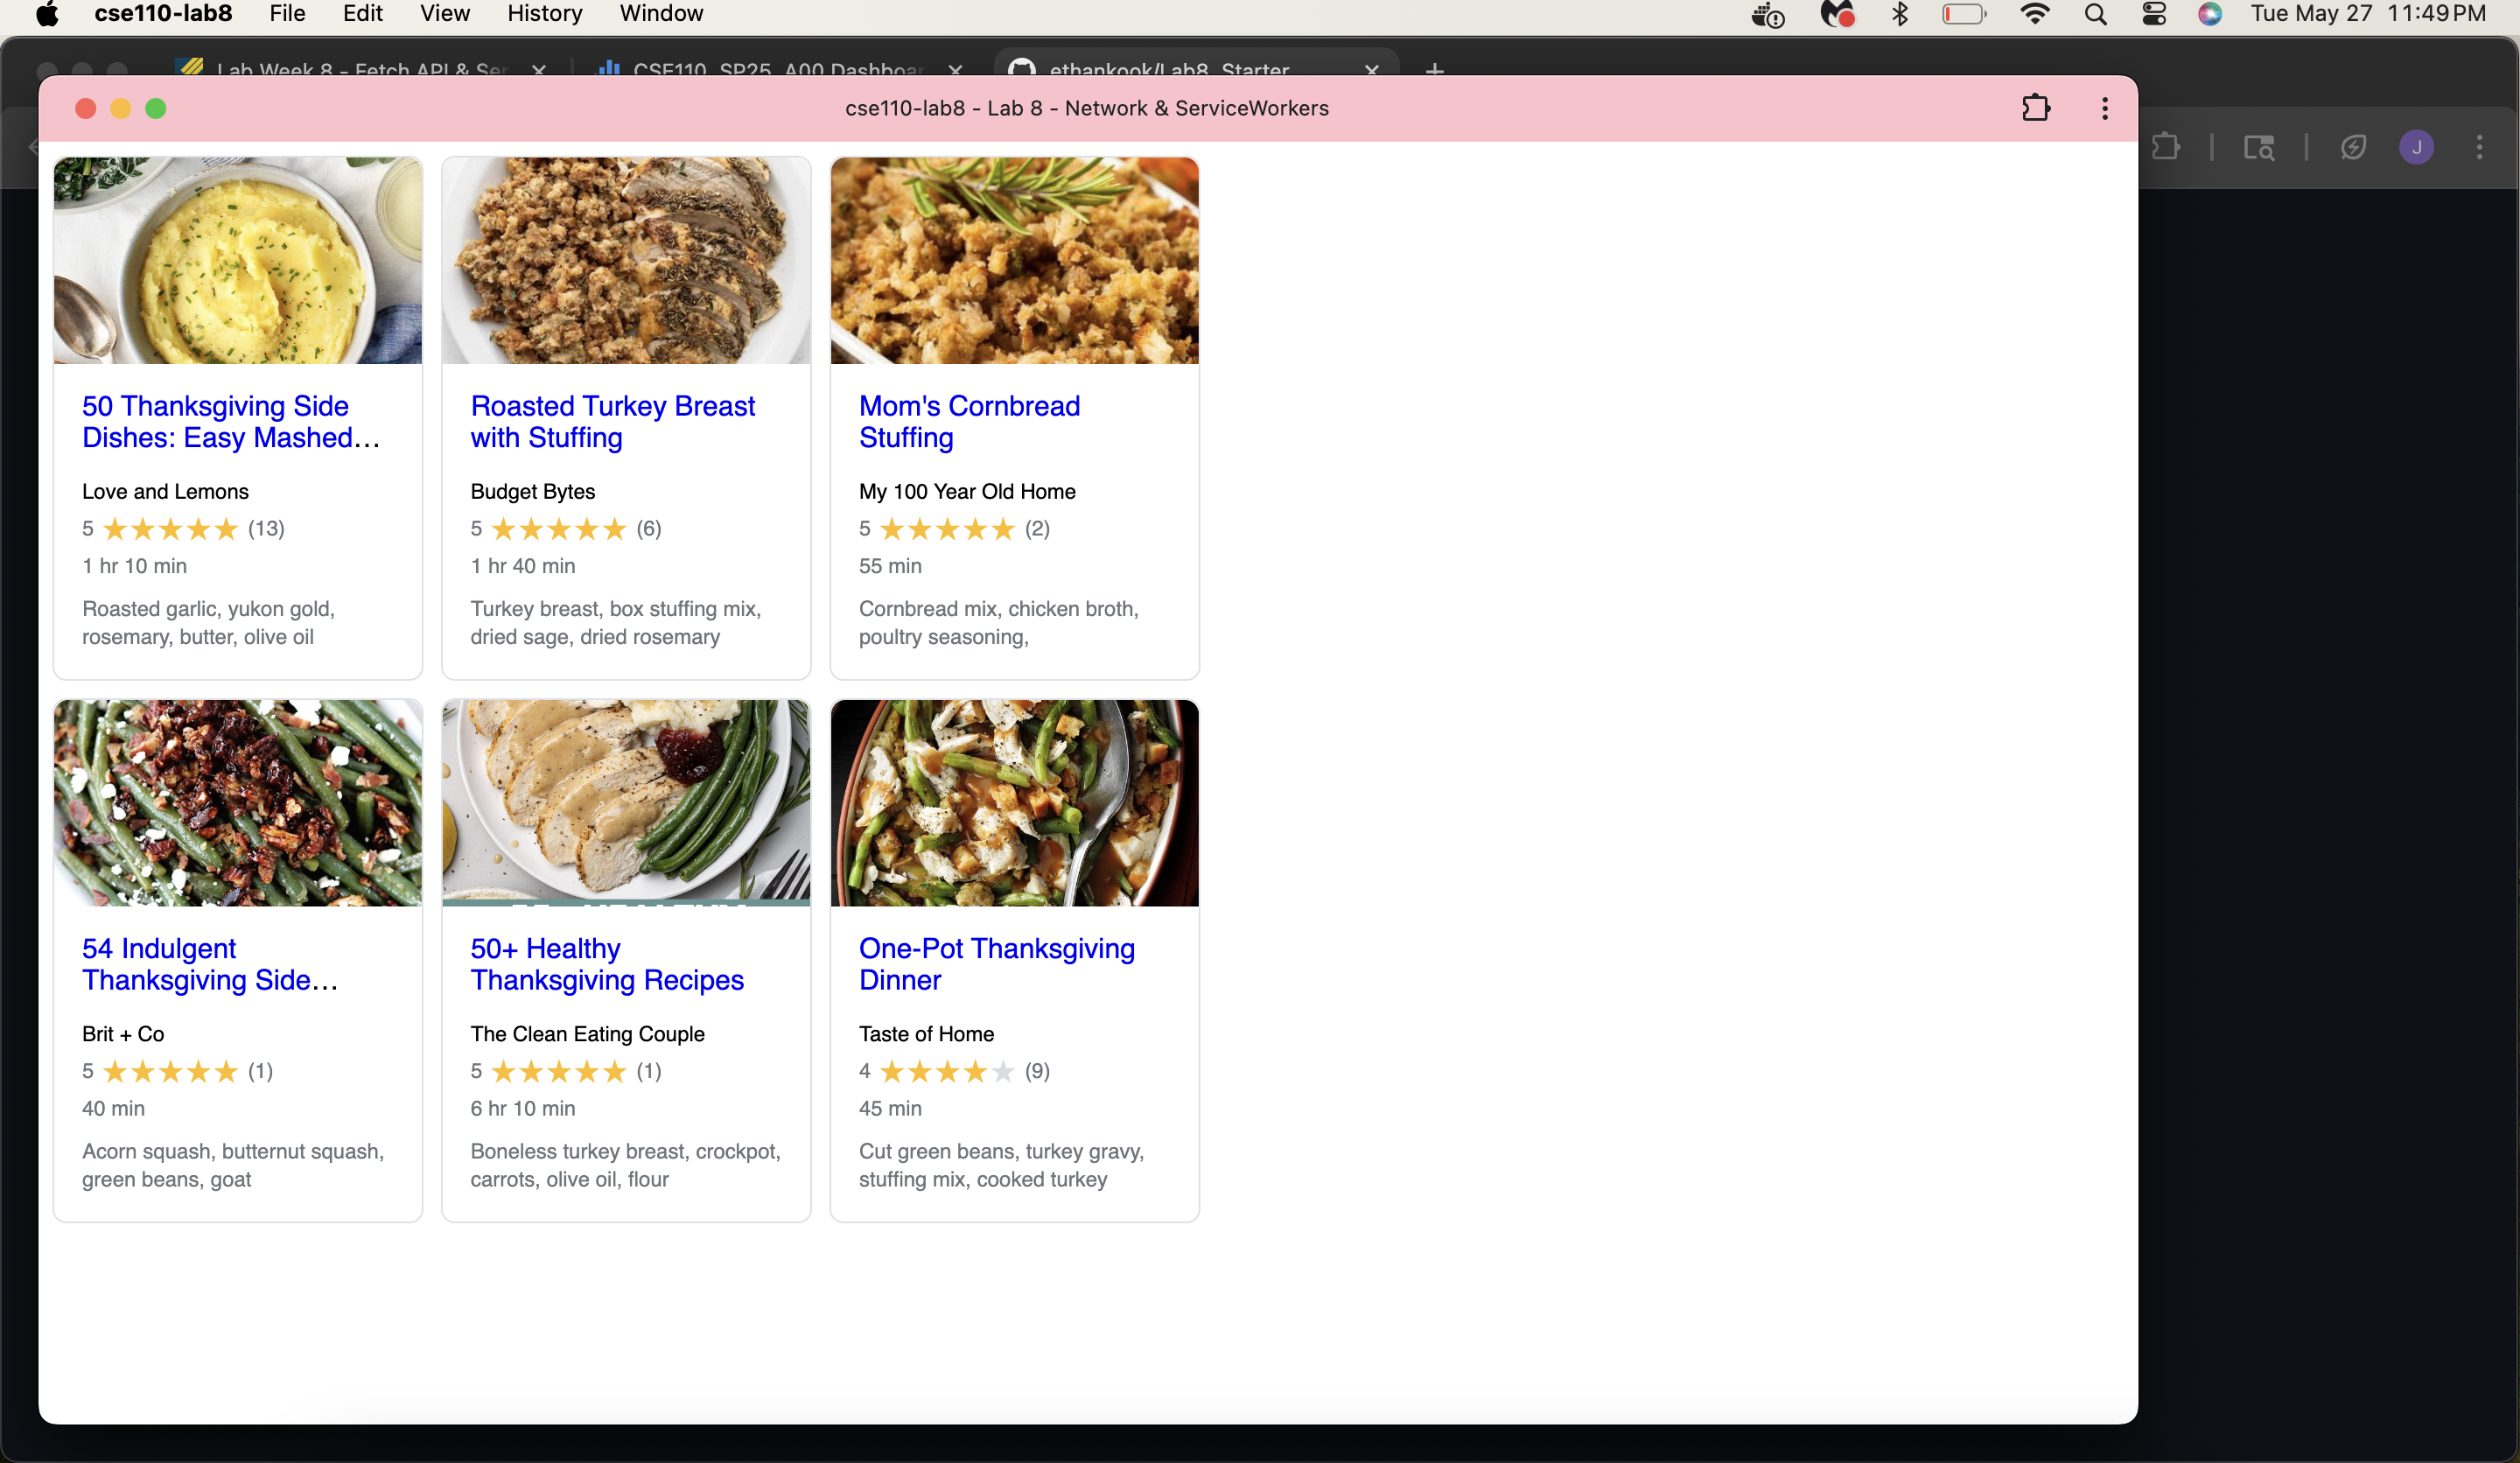 cse110-lab8 File Edit View History Window Tue May 27 11:49 PM
Lab Week 8 - Fetch API & Ser CSE110_SP25_A00 Dashboar ethankook/Lab8_Starter
cse110-lab8 - Lab 8 - Network & ServiceWorkers
J
50 Thanksgiving Side
Dishes: Easy Mashed...
Love and Lemons
5 (13)
1 hr 10 min
Roasted garlic, yukon gold,
rosemary, butter, olive oil
Roasted Turkey Breast
with Stuffing
Budget Bytes
5 (6)
1 hr 40 min
Turkey breast, box stuffing mix,
dried sage, dried rosemary
Mom's Cornbread
Stuffing
My 100 Year Old Home
5 (2)
55 min
Cornbread mix, chicken broth,
poultry seasoning,
54 Indulgent
Thanksgiving Side...
Brit + Co
5 (1)
40 min
Acorn squash, butternut squash,
green beans, goat
50+ Healthy
Thanksgiving Recipes
The Clean Eating Couple
5 (1)
6 hr 10 min
Boneless turkey breast, crockpot,
carrots, olive oil, flour
One-Pot Thanksgiving
Dinner
Taste of Home
4 (9)
45 min
Cut green beans, turkey gravy,
stuffing mix, cooked turkey